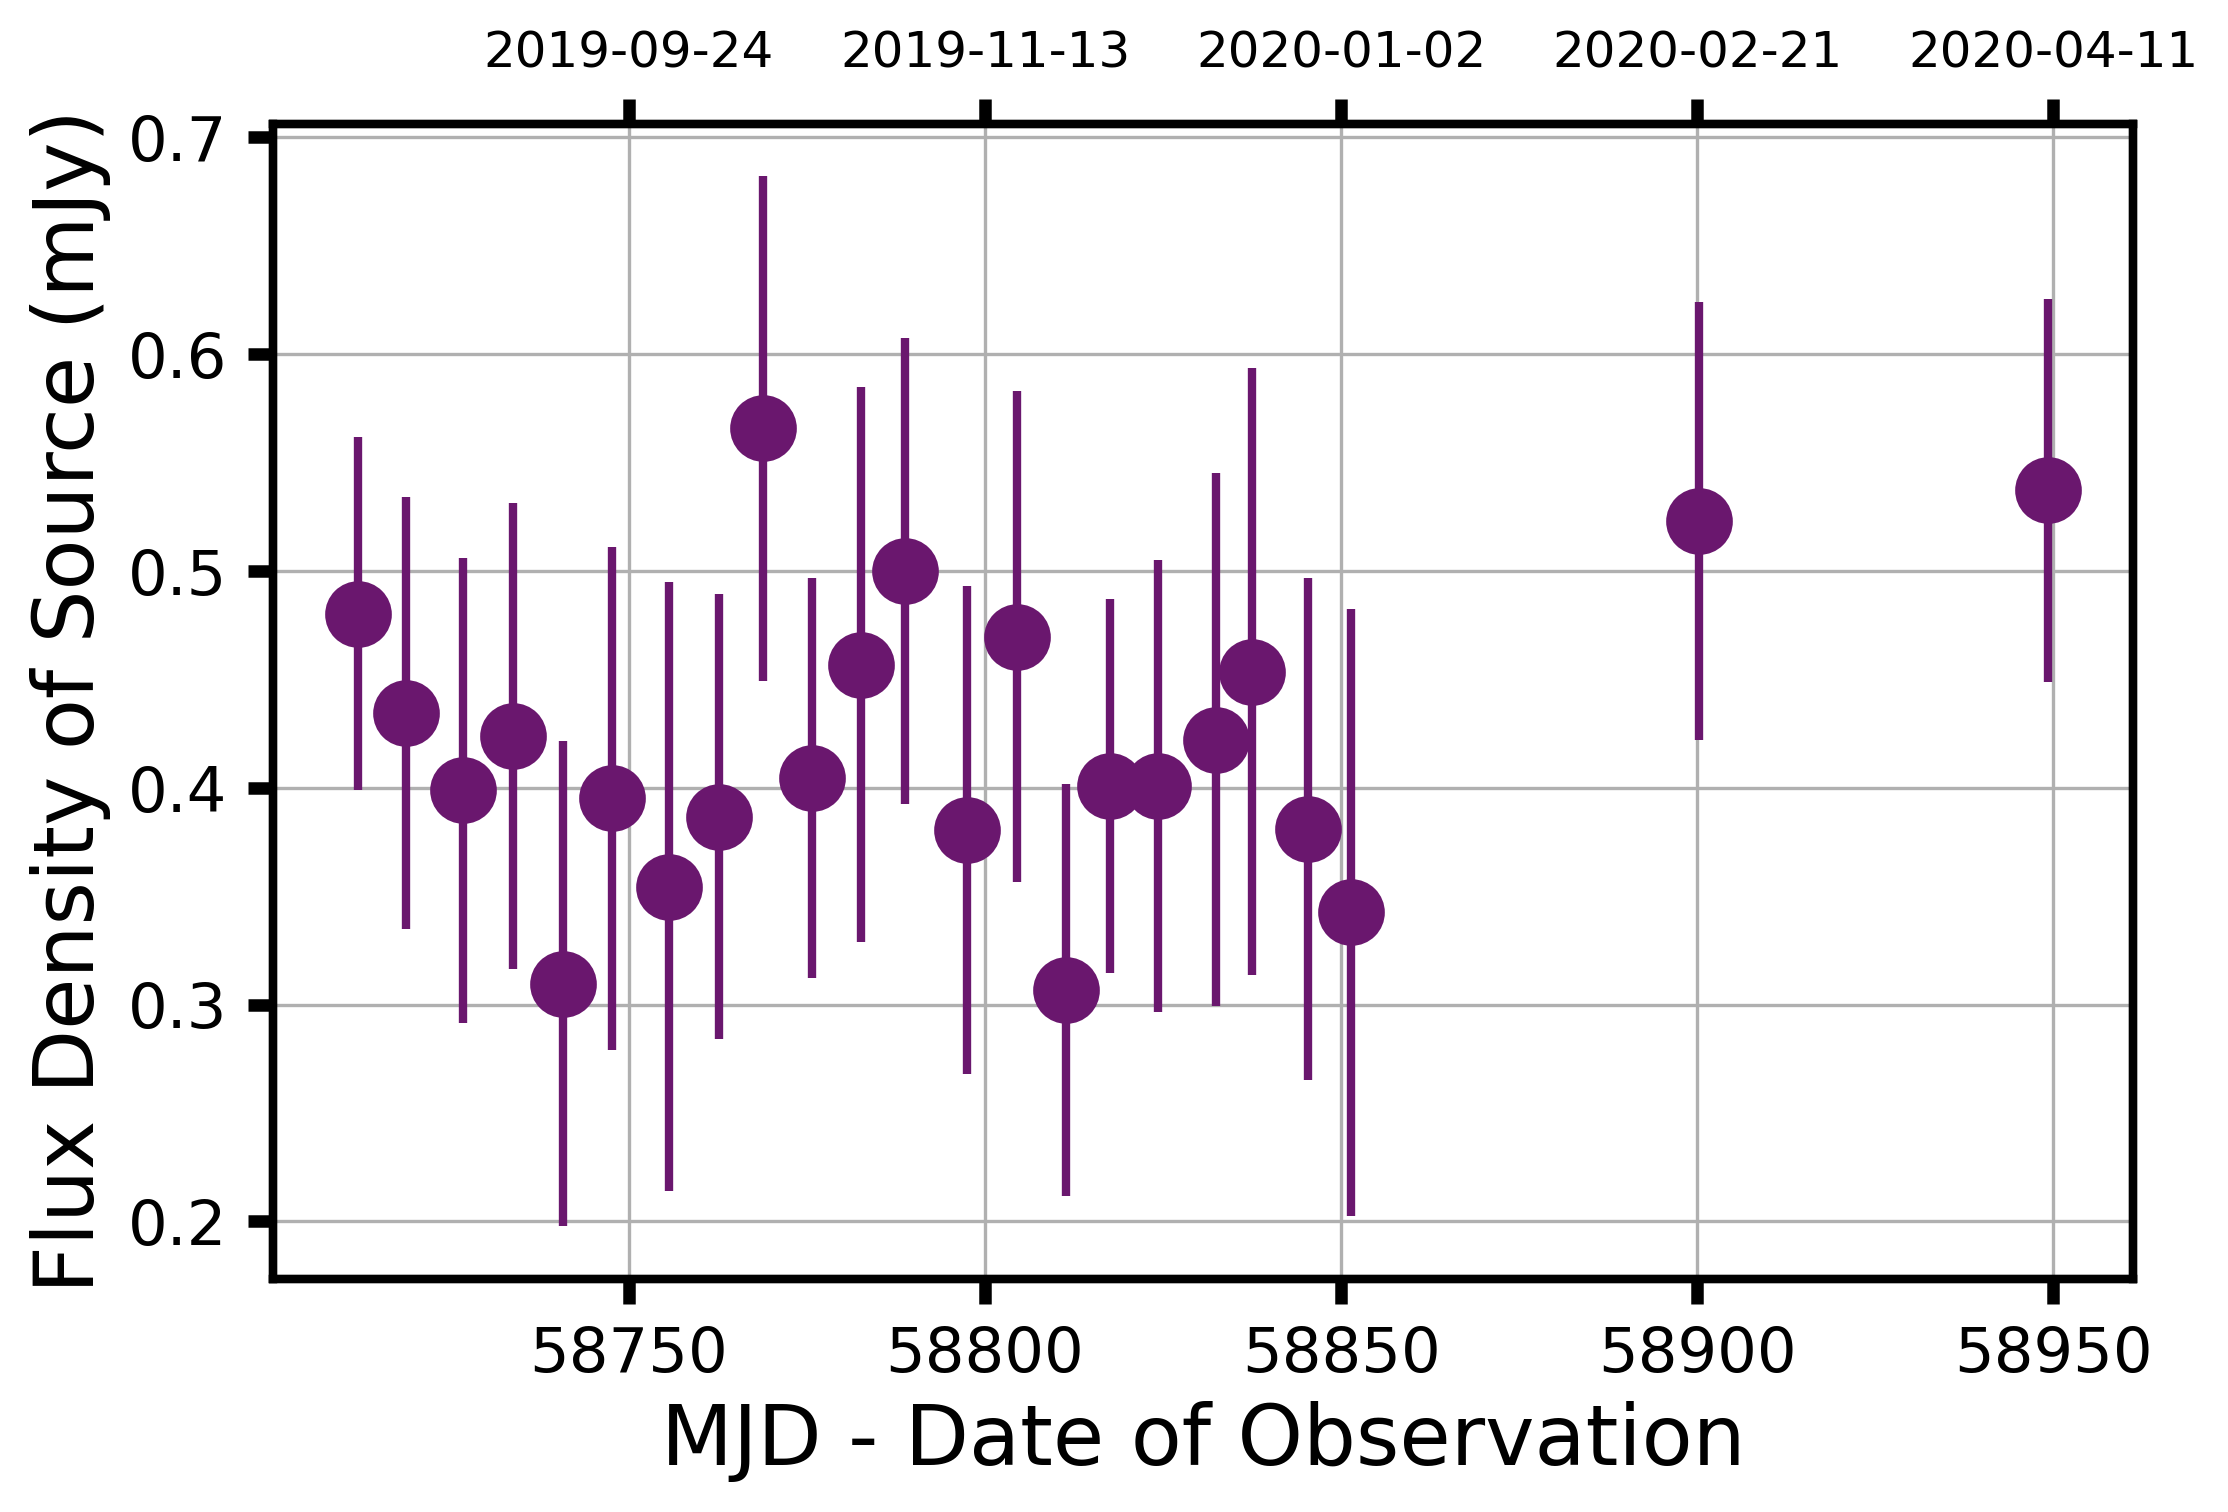 2019-09-24 2019-11-13 2020-01-02 2020-02-21 2020-04-11
Flux Density of Source (mJy)
0.7
0.6
0.5
0.4
0.3
0.2
58750 58800 58850 58900 58950
MJD - Date of Observation